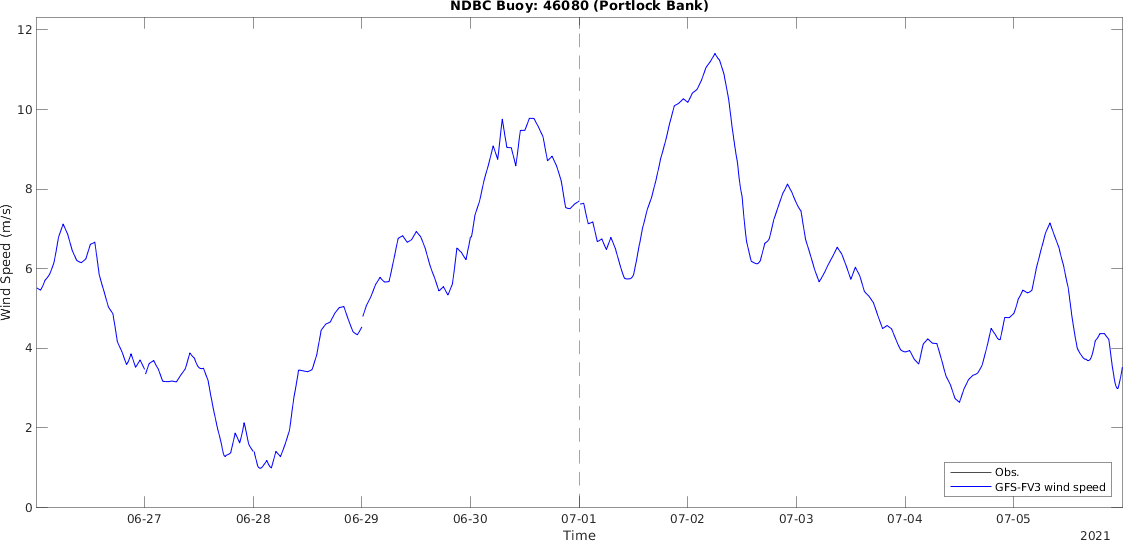 NDBC Buoy: 46080 (Portlock Bank)
Wind Speed (m/s)
12
10
8
6
4
2
0
06-27 06-28 06-29 06-30 07-01 07-02 07-03 07-04 07-05
Time
2021
Obs.
GFS-FV3 wind speed